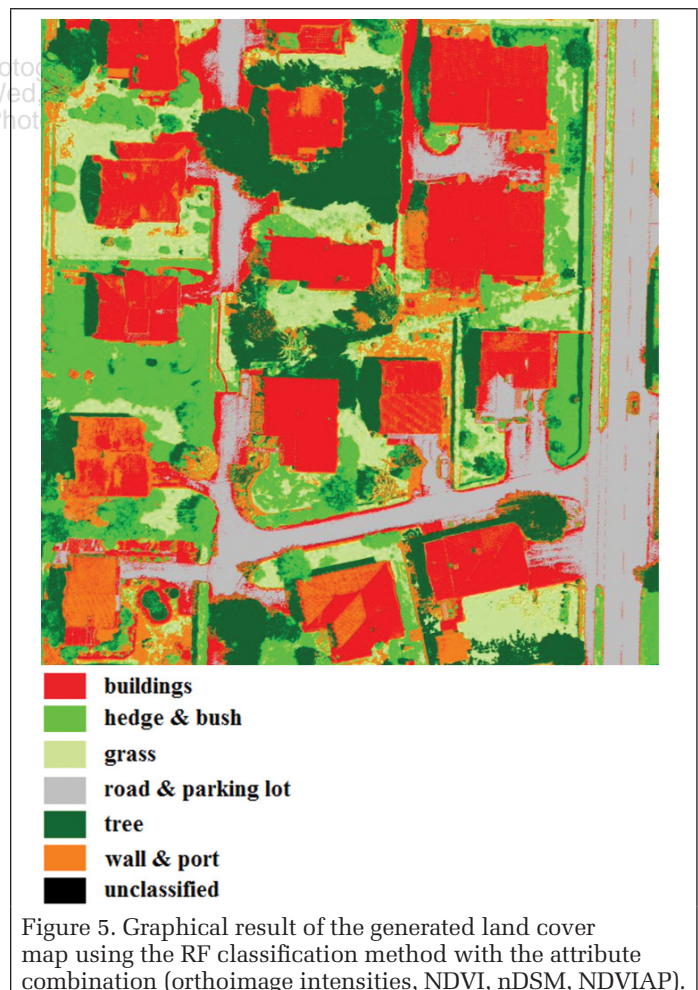 buildings
hedge & bush
grass
road & parking lot
tree
wall & port
unclassified
Figure 5. Graphical result of the generated land cover
map using the RF classification method with the attribute
combination (orthoimage intensities, NDVI, nDSM, NDVIAP).